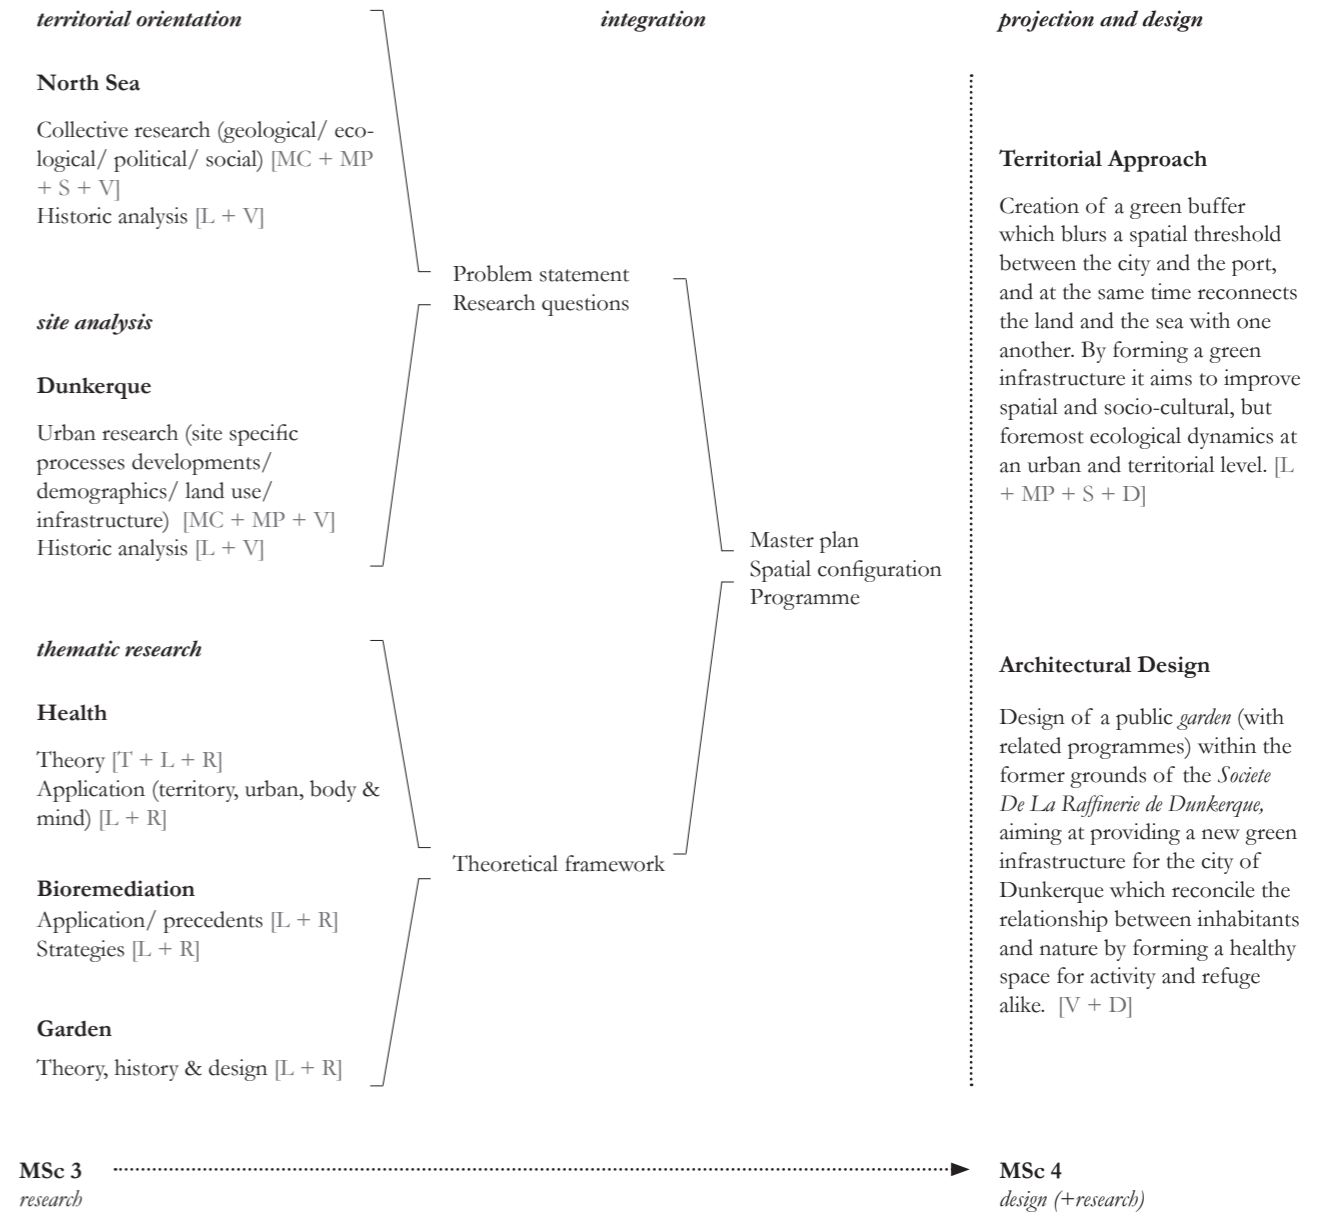 territorial orientation
North Sea
Collective research (geological/ eco-
logical/ political/ social) [MC + MP
+ S + V]
Historic analysis [L + V]
site analysis
Dunkerque
Urban research (site specific
processes developments/
demographics/ land use/
infrastructure) [MC + MP + V]
Historic analysis [L + V]
thematic research
Health
Theory [T + L + R]
Application (territory, urban, body &
mind) [L + R]
Bioremediation
Application/ precedents [L + R]
Strategies [L + R]
Garden
Theory, history & design [L + R]
integration
Problem statement
Research questions
Theoretical framework
Master plan
Spatial configuration
Programme
projection and design
Territorial Approach
Creation of a green buffer
which blurs a spatial threshold
between the city and the port,
and at the same time reconnects
the land and the sea with one
another. By forming a green
infrastructure it aims to improve
spatial and socio-cultural, but
foremost ecological dynamics at
an urban and territorial level. [L
+ MP + S + D]
Architectural Design
Design of a public garden (with
related programmes) within the
former grounds of the Societe
De La Raffinerie de Dunkerque,
aiming at providing a new green
infrastructure for the city of
Dunkerque which reconcile the
relationship between inhabitants
and nature by forming a healthy
space for activity and refuge
alike. [V + D]
MSc 3
research
MSc 4
design (+research)